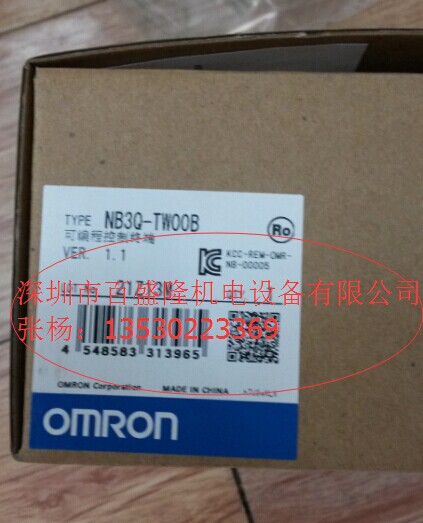 TYPE NB3Q-TW00B
可编程控制终端
VER. 1.1
Ro
KCC-REM-OMR-
NB-00005
深圳市百盛隆机电设备有限公司
张杨：13530223369
4 548583 313965
OMRON Corporation MADE IN CHINA
OMRON